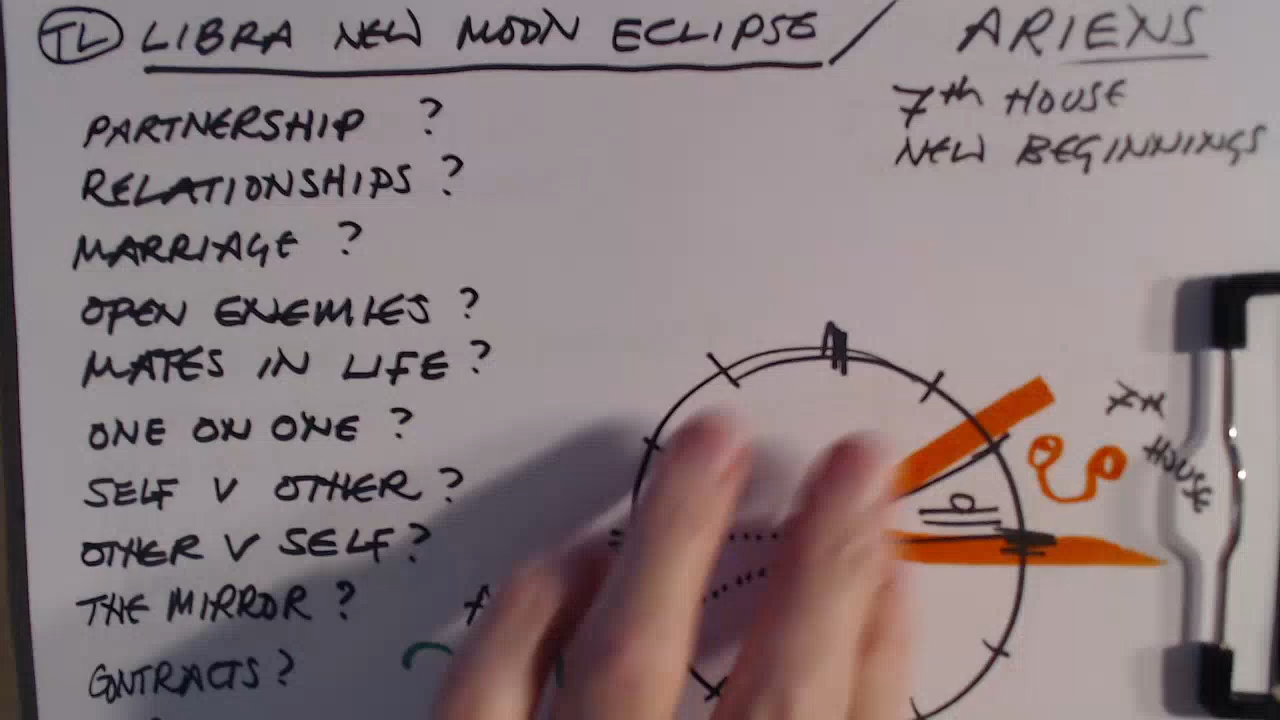 TL LIBRA NEW MOON ECLIPSE / ARIENS
7th HOUSE
NEW BEGINNINGS
PARTNERSHIP ?
RELATIONSHIPS ?
MARRIAGE ?
OPEN ENEMIES ?
MATES IN LIFE ?
ONE ON ONE ?
SELF V OTHER ?
OTHER V SELF ?
THE MIRROR ?
CONTRACTS ?
7th
HOUSE